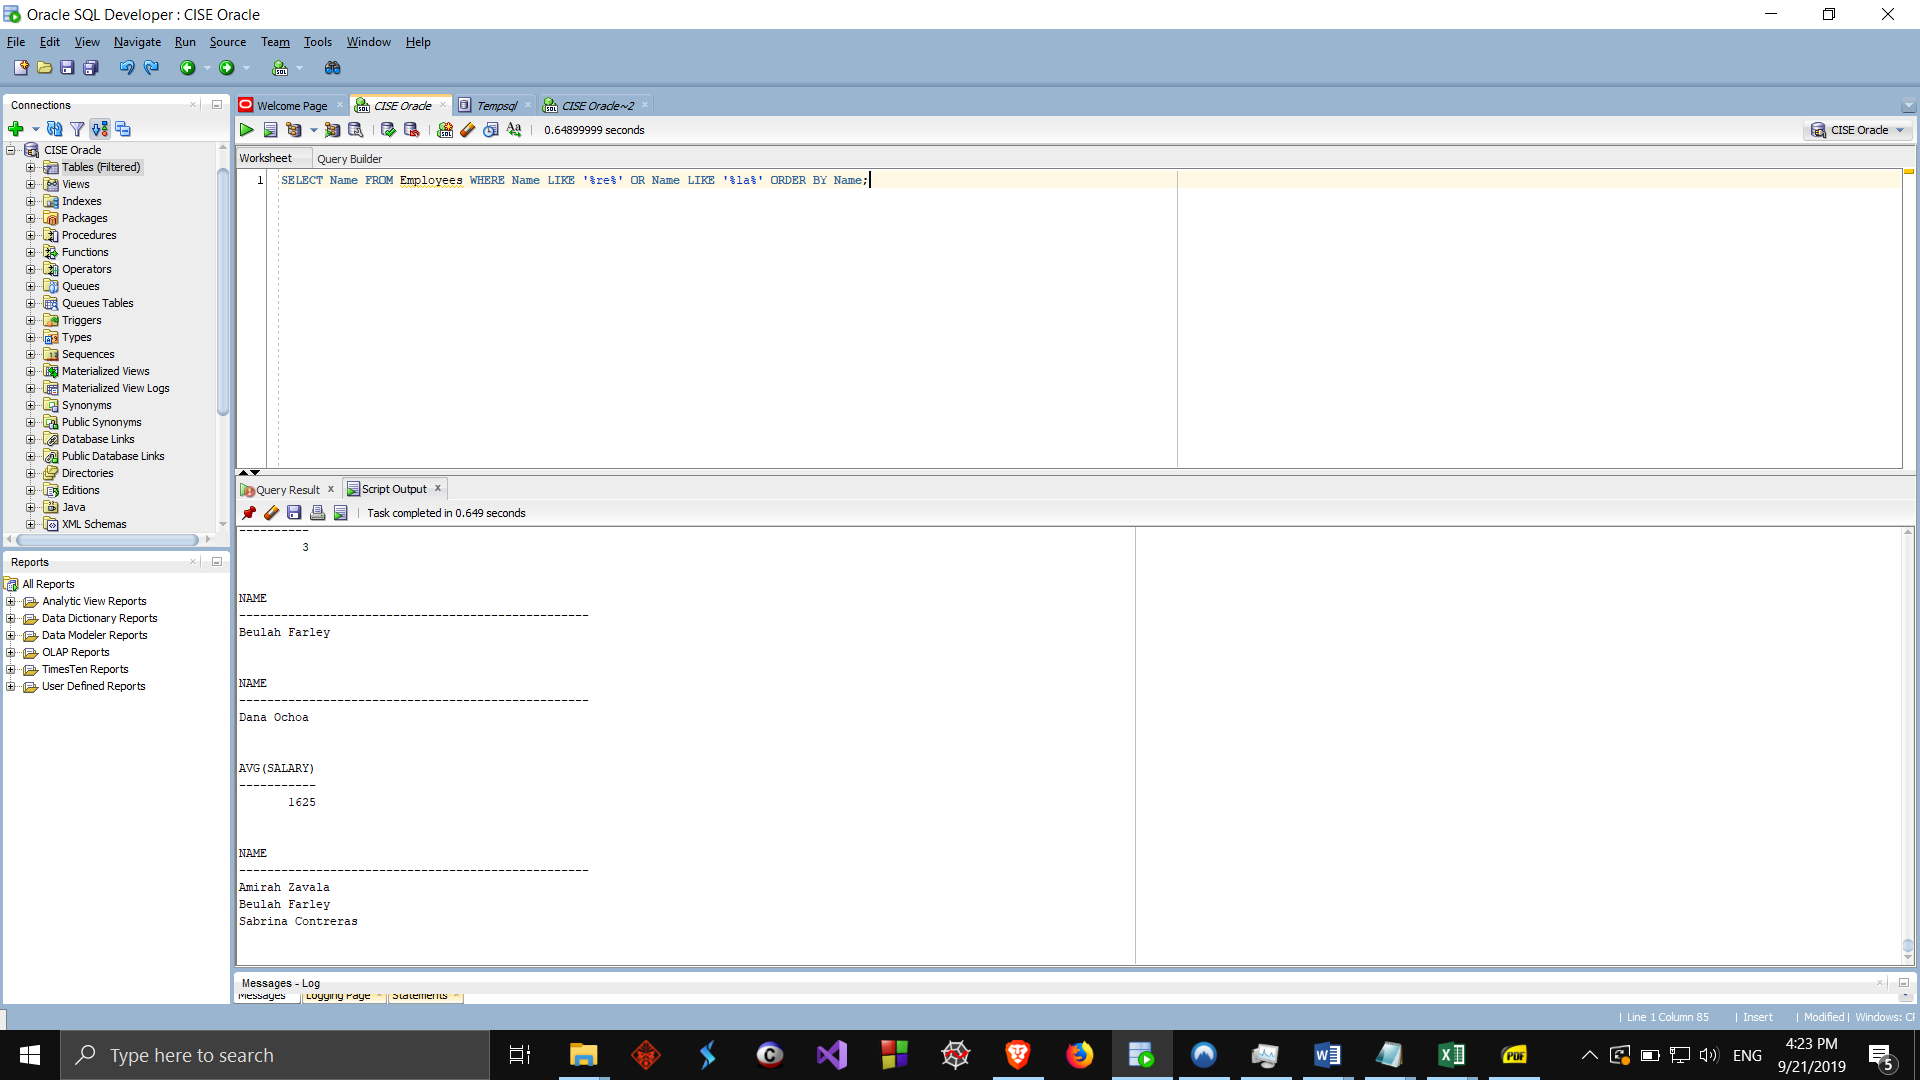 Oracle SQL Developer : CISE Oracle
File Edit View Navigate Run Source Team Tools Window Help
Connections
CISE Oracle
Tables (Filtered)
Views
Indexes
Packages
Procedures
Functions
Operators
Queues
Queues Tables
Triggers
Types
Sequences
Materialized Views
Materialized View Logs
Synonyms
Public Synonyms
Database Links
Public Database Links
Directories
Editions
Java
XML Schemas
Reports
All Reports
Analytic View Reports
Data Dictionary Reports
Data Modeler Reports
OLAP Reports
TimesTen Reports
User Defined Reports
Welcome Page CISE Oracle Tempsql CISE Oracle~2
0.64899999 seconds
CISE Oracle
Worksheet Query Builder
1 SELECT Name FROM Employees WHERE Name LIKE '%re%' OR Name LIKE '%la%' ORDER BY Name;
Query Result Script Output
Task completed in 0.649 seconds
----------
3
NAME
--------------------------------------------------
Beulah Farley
NAME
--------------------------------------------------
Dana Ochoa
AVG(SALARY)
-----------
1625
NAME
--------------------------------------------------
Amirah Zavala
Beulah Farley
Sabrina Contreras
Messages - Log
Messages Logging Page Statements
Line 1 Column 85 Insert Modified Windows: CR
Type here to search
ENG
4:23 PM
9/21/2019
5